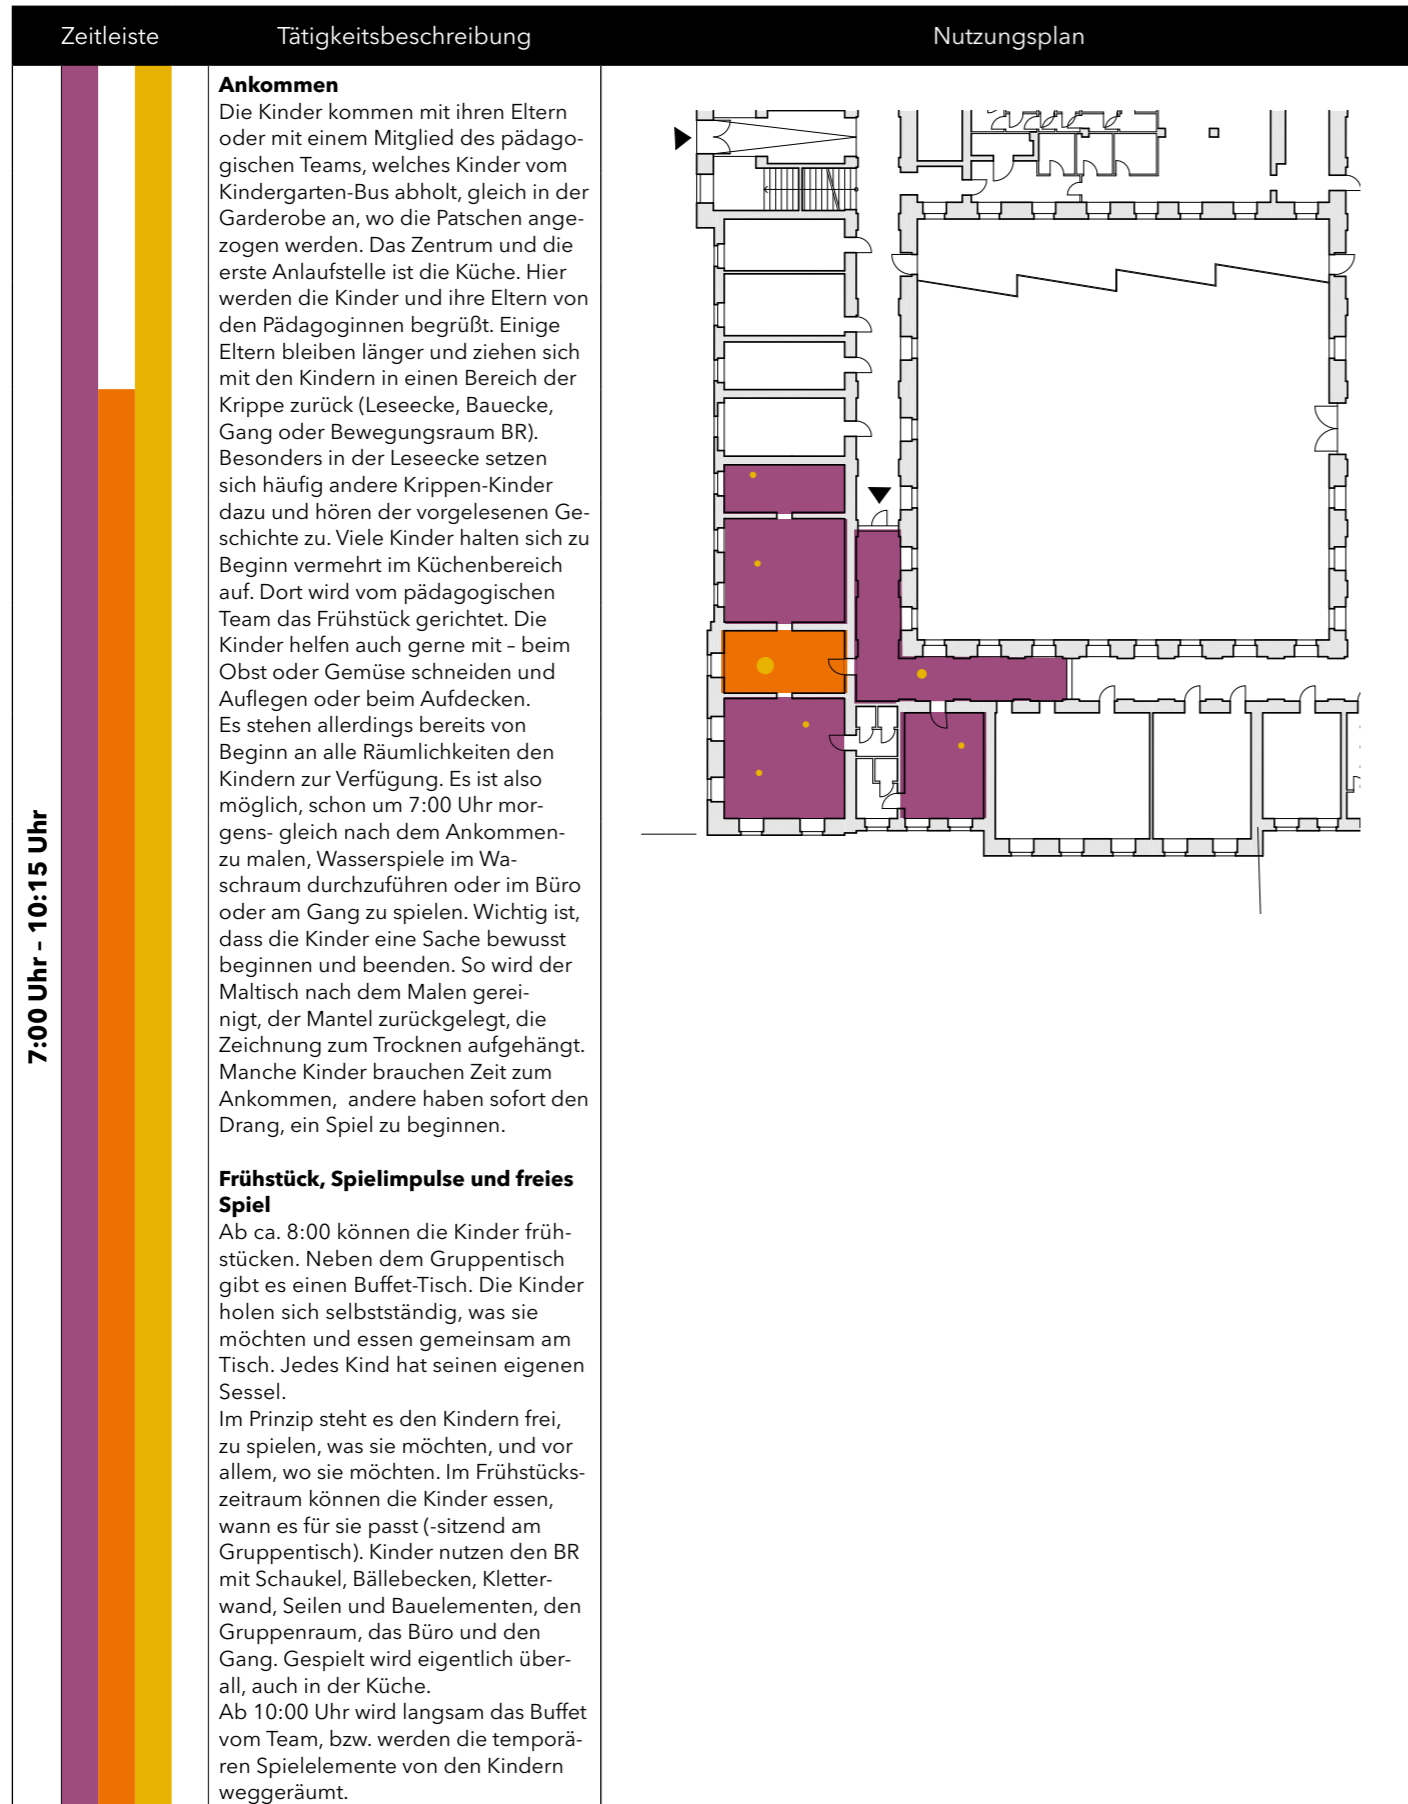 Zeitleiste
Tätigkeitsbeschreibung
Nutzungsplan
7:00 Uhr – 10:15 Uhr
Ankommen
Die Kinder kommen mit ihren Eltern
oder mit einem Mitglied des pädago-
gischen Teams, welches Kinder vom
Kindergarten-Bus abholt, gleich in der
Garderobe an, wo die Patschen ange-
zogen werden. Das Zentrum und die
erste Anlaufstelle ist die Küche. Hier
werden die Kinder und ihre Eltern von
den Pädagoginnen begrüßt. Einige
Eltern bleiben länger und ziehen sich
mit den Kindern in einen Bereich der
Krippe zurück (Leseecke, Bauecke,
Gang oder Bewegungsraum BR).
Besonders in der Leseecke setzen
sich häufig andere Krippen-Kinder
dazu und hören der vorgelesenen Ge-
schichte zu. Viele Kinder halten sich zu
Beginn vermehrt im Küchenbereich
auf. Dort wird vom pädagogischen
Team das Frühstück gerichtet. Die
Kinder helfen auch gerne mit – beim
Obst oder Gemüse schneiden und
Auflegen oder beim Aufdecken.
Es stehen allerdings bereits von
Beginn an alle Räumlichkeiten den
Kindern zur Verfügung. Es ist also
möglich, schon um 7:00 Uhr mor-
gens- gleich nach dem Ankommen-
zu malen, Wasserspiele im Wa-
schraum durchzuführen oder im Büro
oder am Gang zu spielen. Wichtig ist,
dass die Kinder eine Sache bewusst
beginnen und beenden. So wird der
Maltisch nach dem Malen gerei-
nigt, der Mantel zurückgelegt, die
Zeichnung zum Trocknen aufgehängt.
Manche Kinder brauchen Zeit zum
Ankommen,  andere haben sofort den
Drang, ein Spiel zu beginnen.
Frühstück, Spielimpulse und freies
Spiel
Ab ca. 8:00 können die Kinder früh-
stücken. Neben dem Gruppentisch
gibt es einen Buffet-Tisch. Die Kinder
holen sich selbstständig, was sie
möchten und essen gemeinsam am
Tisch. Jedes Kind hat seinen eigenen
Sessel.
Im Prinzip steht es den Kindern frei,
zu spielen, was sie möchten, und vor
allem, wo sie möchten. Im Frühstücks-
zeitraum können die Kinder essen,
wann es für sie passt (-sitzend am
Gruppentisch). Kinder nutzen den BR
mit Schaukel, Bällebecken, Kletter-
wand, Seilen und Bauelementen, den
Gruppenraum, das Büro und den
Gang. Gespielt wird eigentlich über-
all, auch in der Küche.
Ab 10:00 Uhr wird langsam das Buffet
vom Team, bzw. werden die temporä-
ren Spielelemente von den Kindern
weggeräumt.